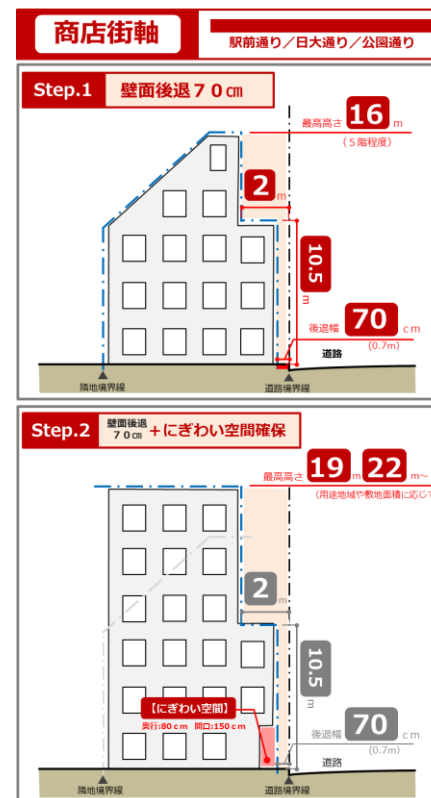 商店街軸
駅前通り／日大通り／公園通り
Step.1 壁面後退７０㎝
最高高さ 16 m
(５階程度)
2 m
10.5 m
後退幅 70 cm
(0.7m)
道路
隣地境界線
道路境界線
Step.2 壁面後退７０㎝ +にぎわい空間確保
最高高さ 19 m 22 m～
(用途地域や敷地面積に応じて
2 m
10.5 m
【にぎわい空間】
奥行:80ｃｍ 間口:150ｃｍ
後退幅 70 cm
(0.7m)
道路
隣地境界線
道路境界線